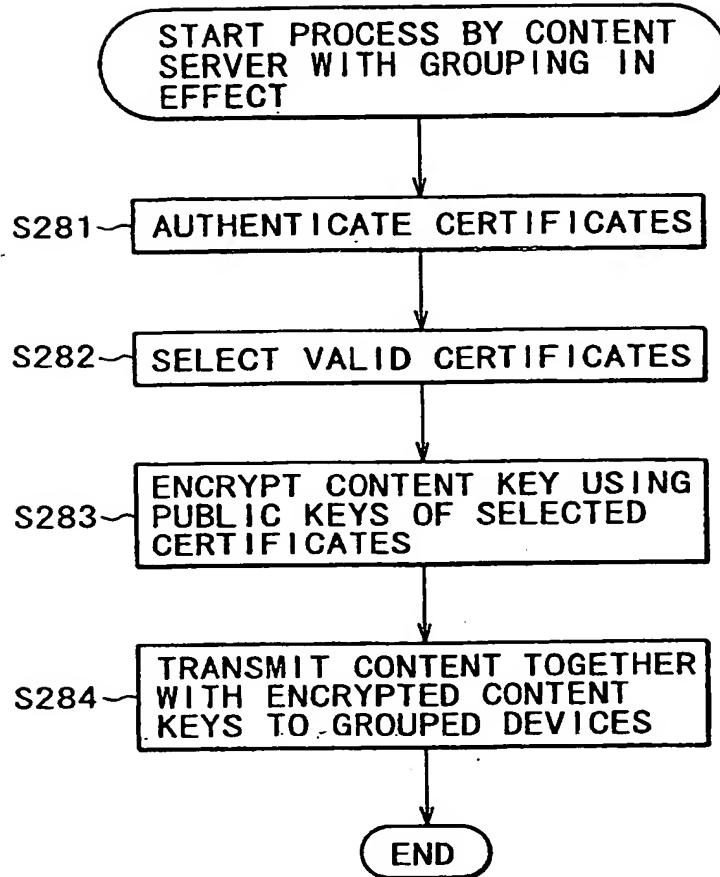 START PROCESS BY CONTENT
SERVER WITH GROUPING IN
EFFECT
S281
AUTHENTICATE CERTIFICATES
S282
SELECT VALID CERTIFICATES
S283
ENCRYPT CONTENT KEY USING
PUBLIC KEYS OF SELECTED
CERTIFICATES
S284
TRANSMIT CONTENT TOGETHER
WITH ENCRYPTED CONTENT
KEYS TO GROUPED DEVICES
END